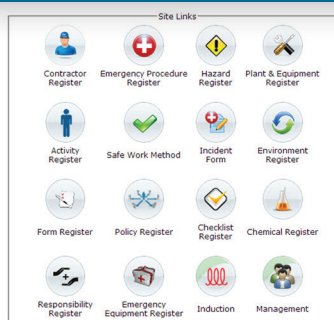 Site Links
Contractor Register
Emergency Procedure Register
Hazard Register
Plant & Equipment Register
Activity Register
Safe Work Method
Incident Form
Environment Register
Form Register
Policy Register
Checklist Register
Chemical Register
Responsibility Register
Emergency Equipment Register
Induction
Management